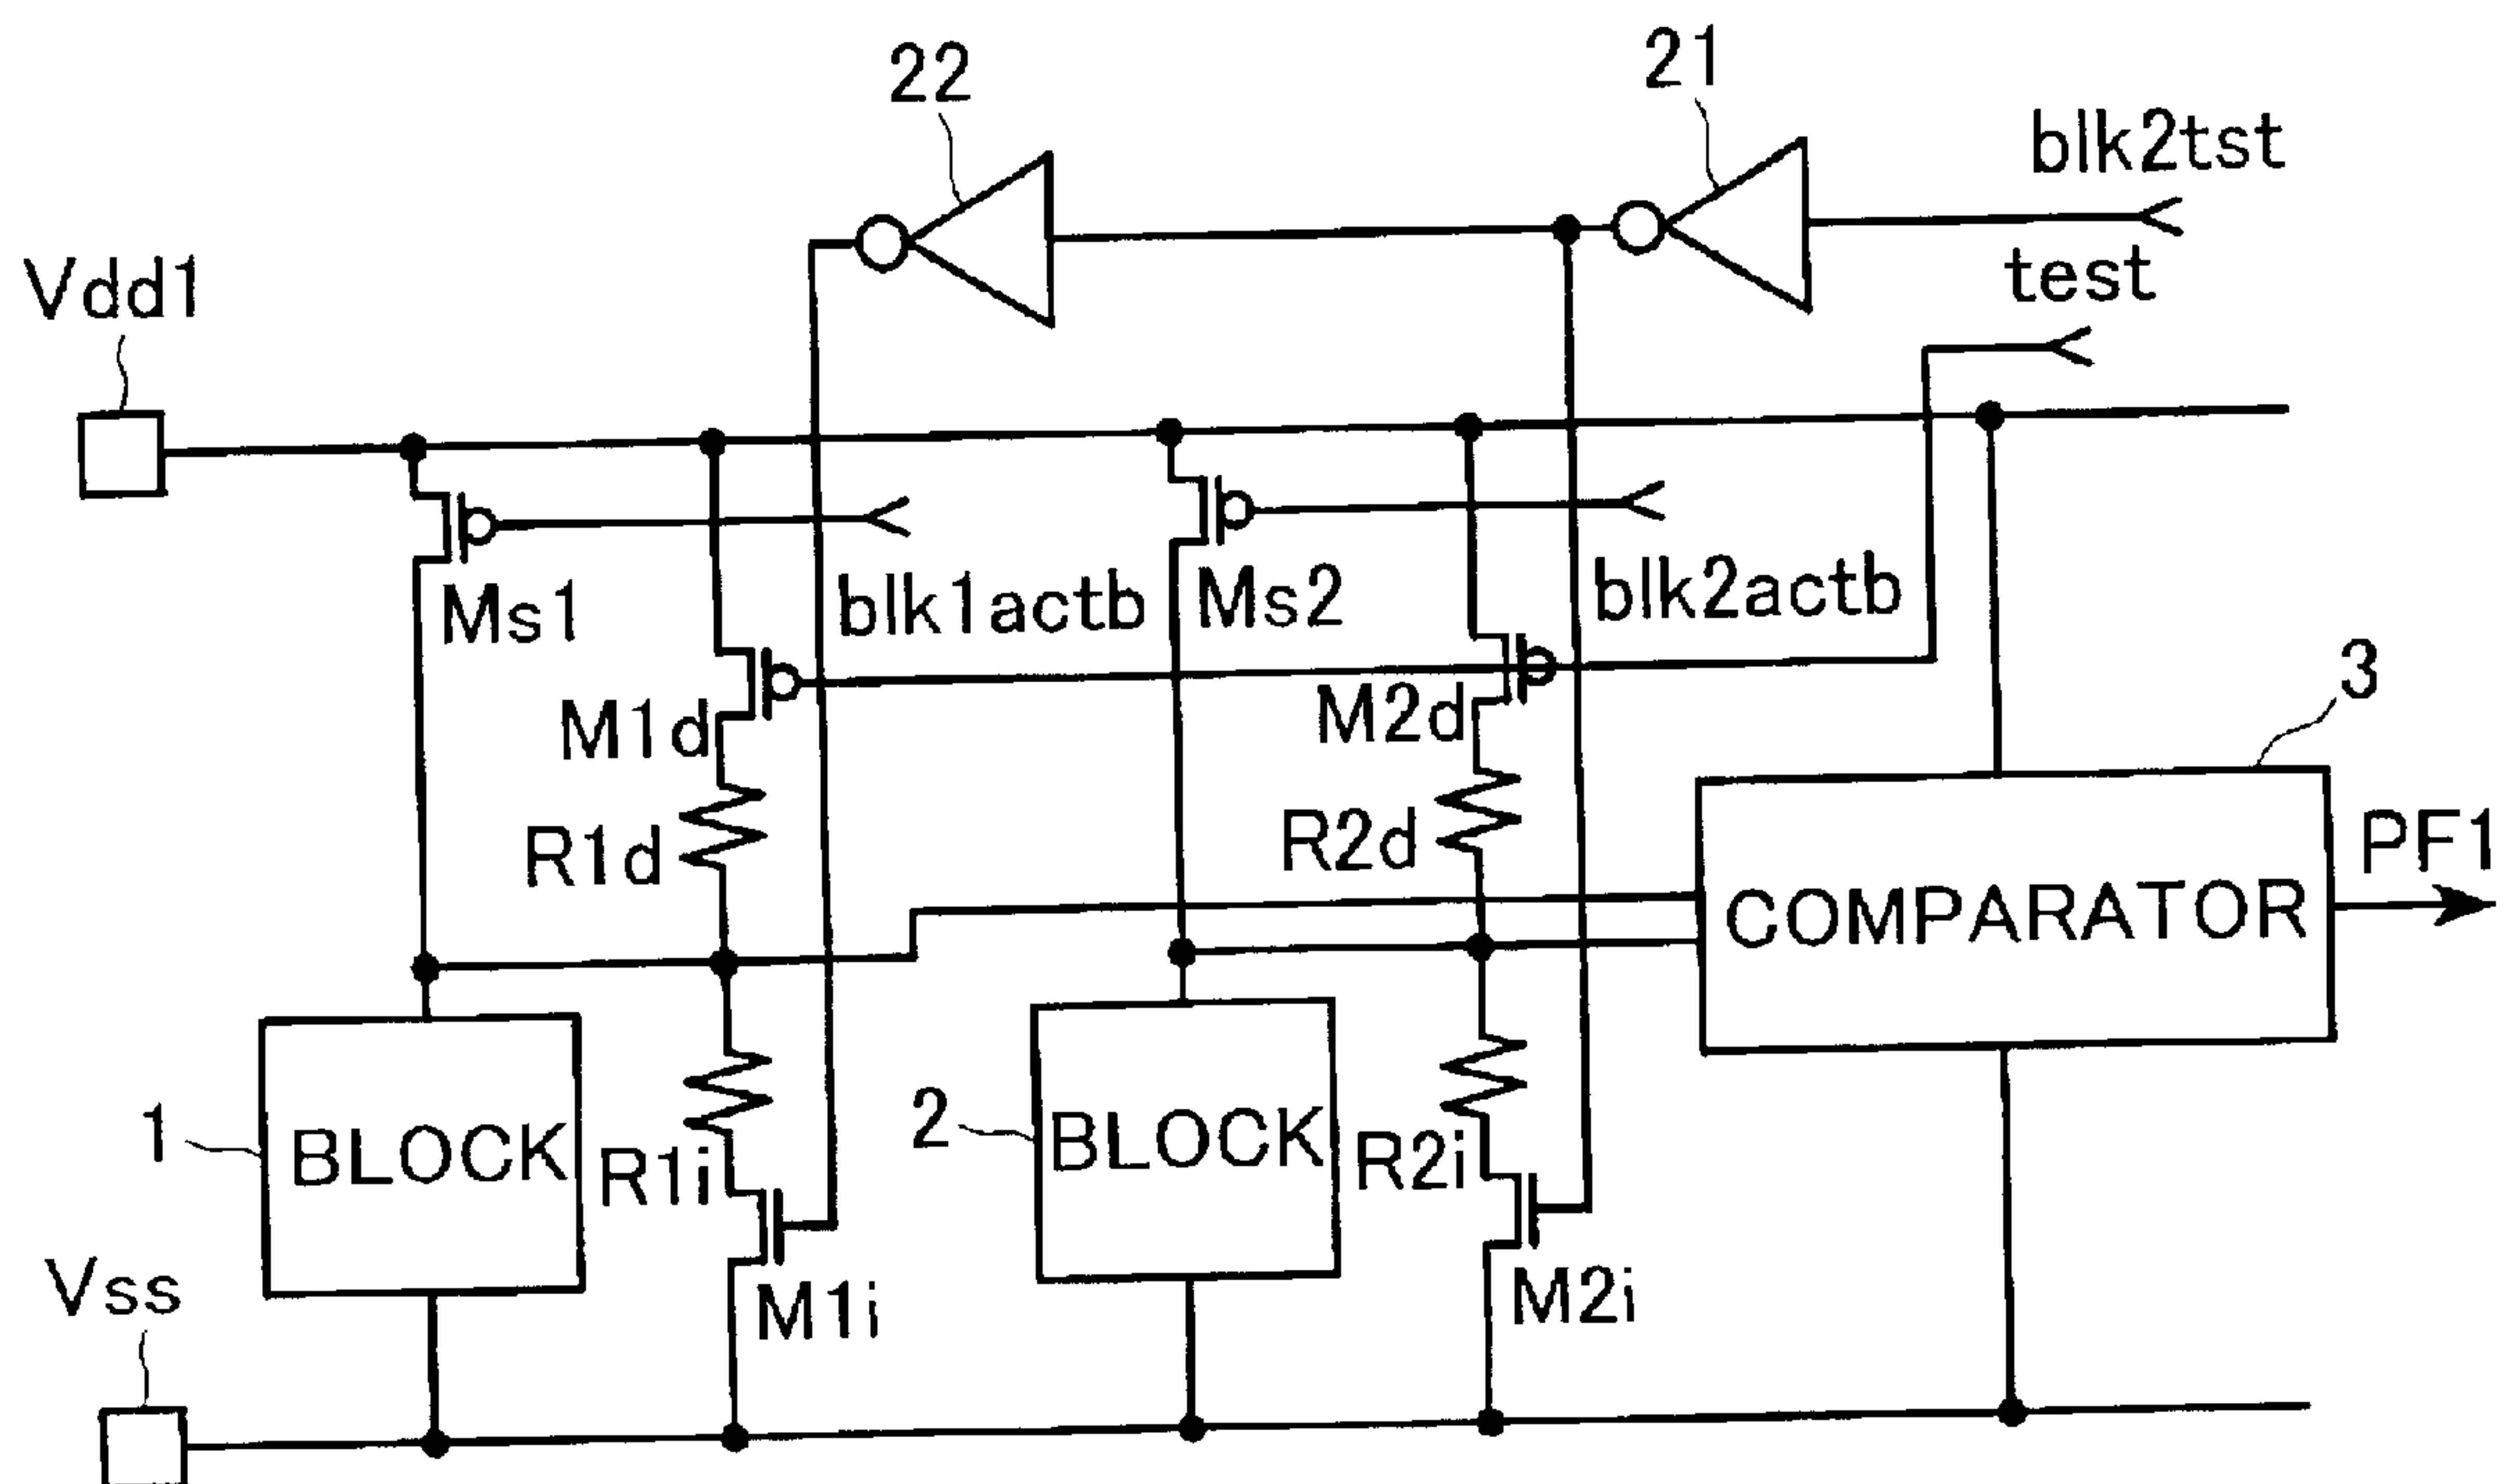 22
21
blk2tst
test
Vdd1
Ms1
blk1actb
Ms2
blk2actb
M1d
M2d
3
R1d
R2d
PF1
COMPARATOR
1
BLOCK
R1i
2
BLOCK
R2i
M1i
M2i
Vss